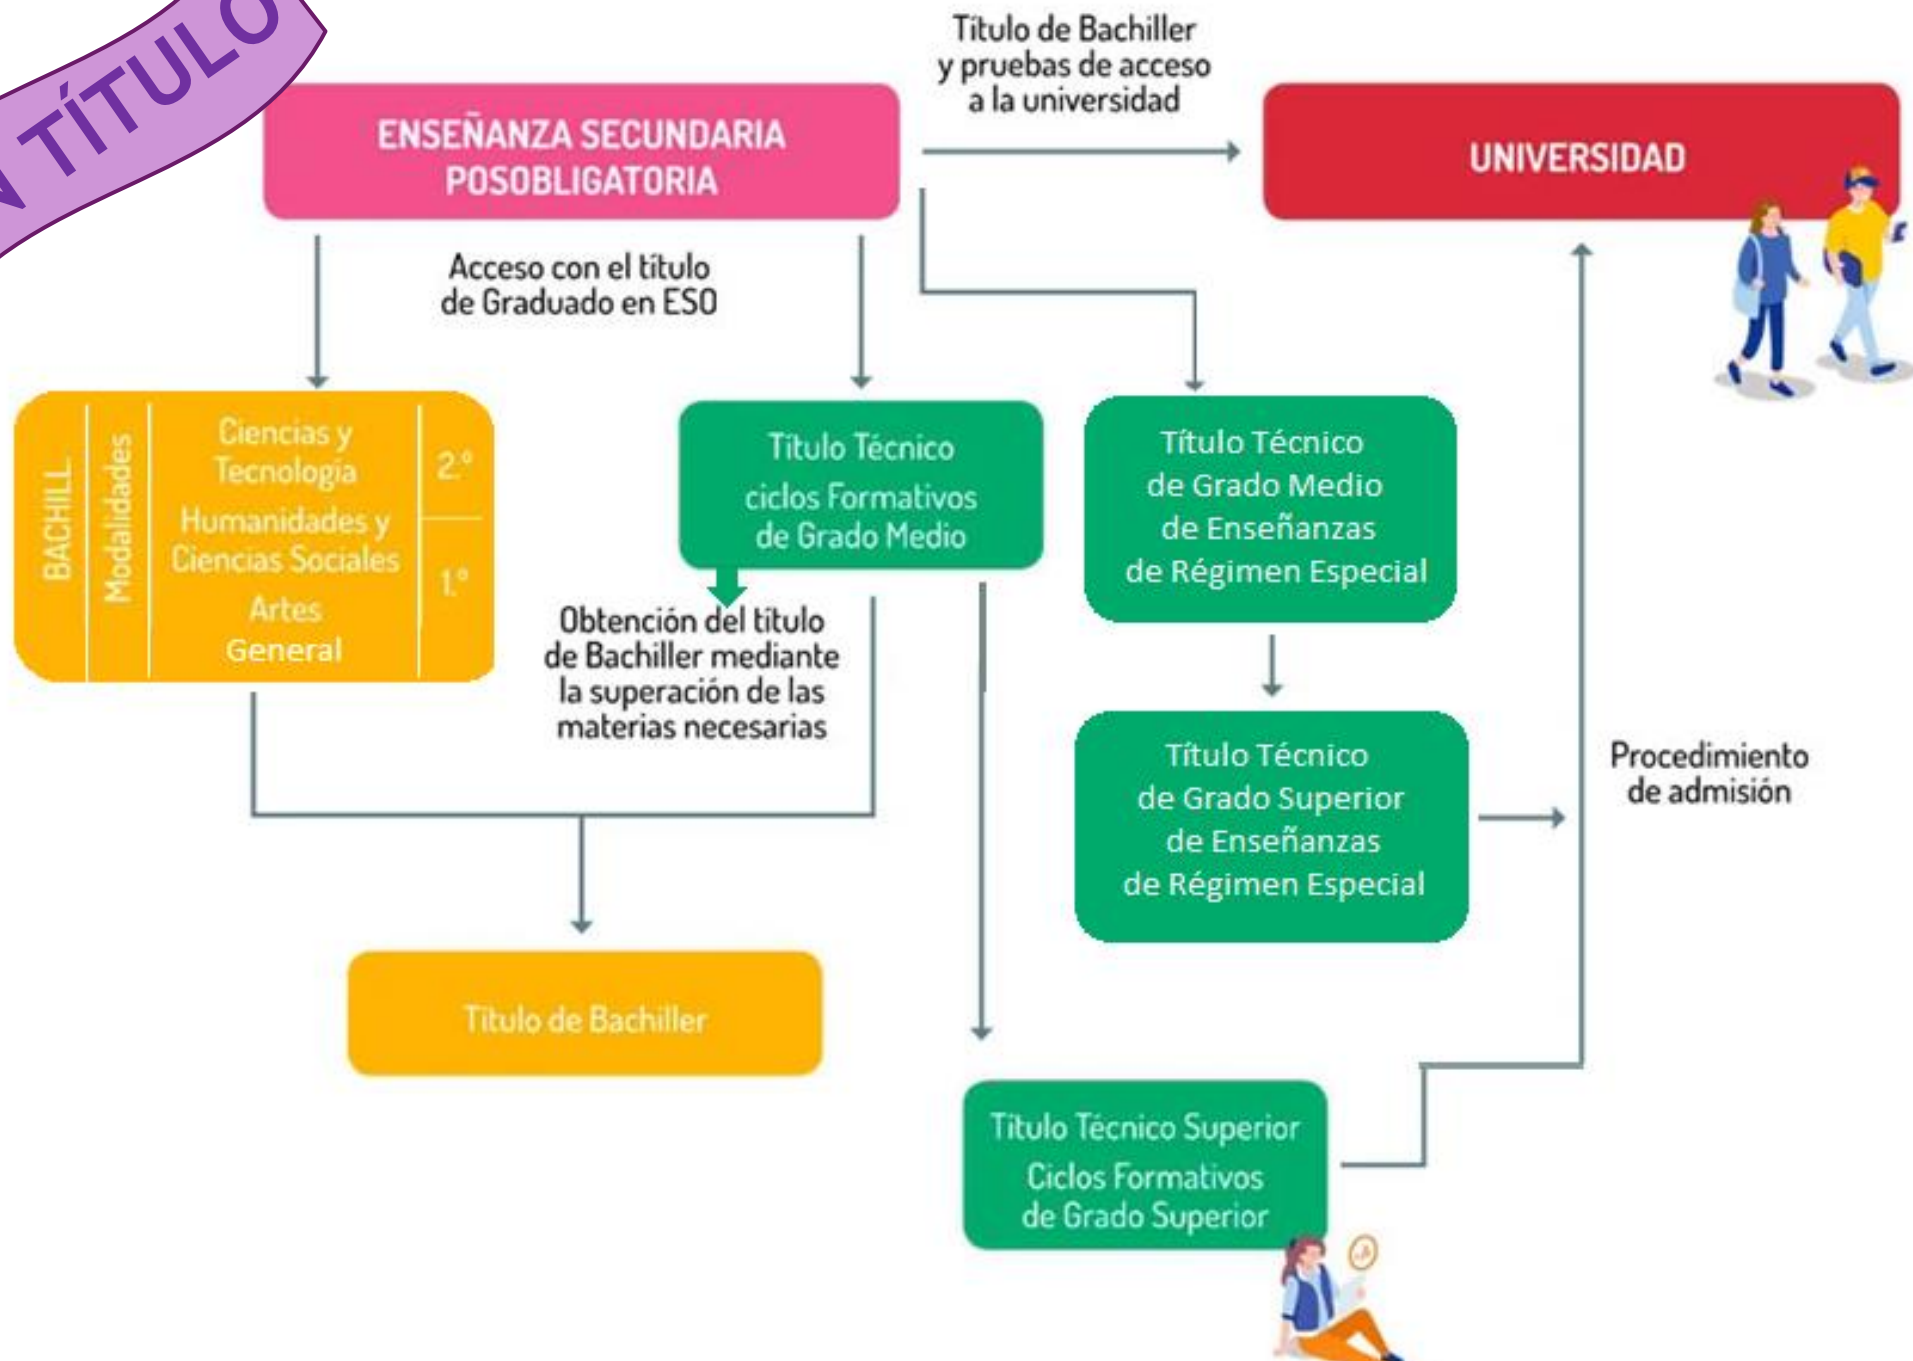 TÍTULO
Título de Bachiller
y pruebas de acceso
a la universidad
ENSEÑANZA SECUNDARIA
POSOBLIGATORIA
UNIVERSIDAD
Acceso con el título
de Graduado en ESO
BACHILL.
Modalidades
Ciencias y
Tecnología
Humanidades y
Ciencias Sociales
Artes
General
2.º
1.º
Título Técnico
ciclos Formativos
de Grado Medio
Título Técnico
de Grado Medio
de Enseñanzas
de Régimen Especial
Obtención del título
de Bachiller mediante
la superación de las
materias necesarias
Título Técnico
de Grado Superior
de Enseñanzas
de Régimen Especial
Procedimiento
de admisión
Título de Bachiller
Título Técnico Superior
Ciclos Formativos
de Grado Superior